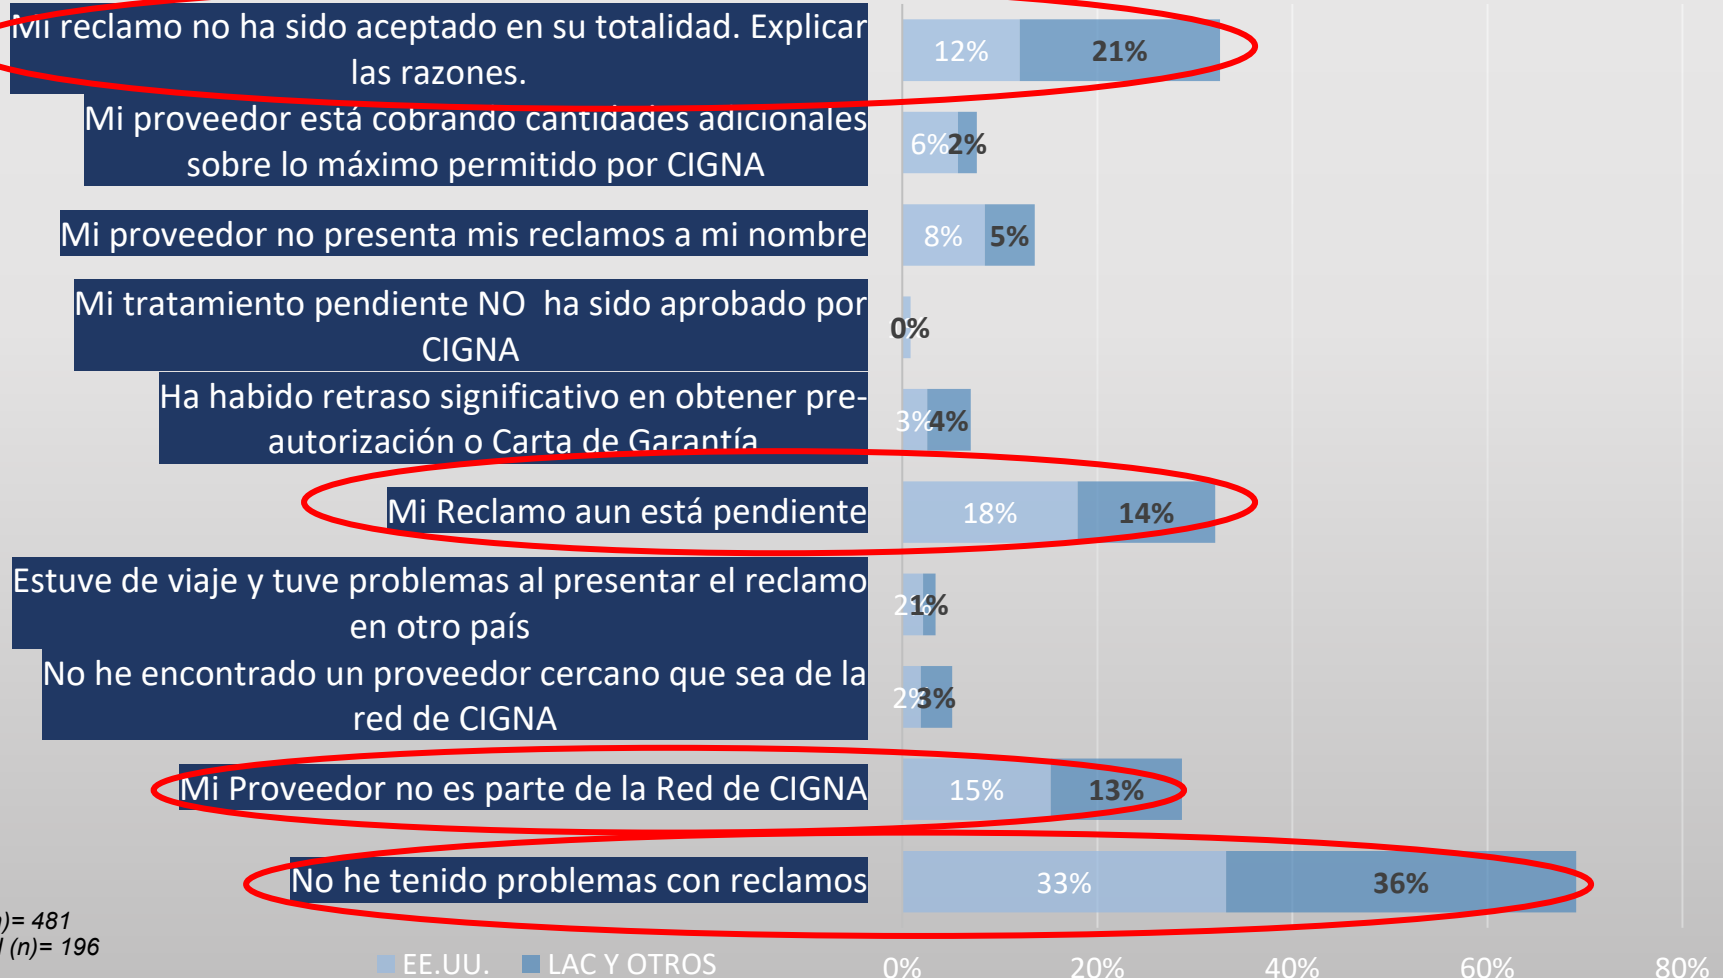 Mi reclamo no ha sido aceptado en su totalidad. Explicar
las razones.
12% 21%
Mi proveedor está cobrando cantidades adicionales
sobre lo máximo permitido por CIGNA
6% 2%
Mi proveedor no presenta mis reclamos a mi nombre
8% 5%
Mi tratamiento pendiente NO ha sido aprobado por
CIGNA
0%
Ha habido retraso significativo en obtener pre-
autorización o Carta de Garantía
3% 4%
Mi Reclamo aun está pendiente
18% 14%
Estuve de viaje y tuve problemas al presentar el reclamo
en otro país
2% 1%
No he encontrado un proveedor cercano que sea de la
red de CIGNA
2% 3%
Mi Proveedor no es parte de la Red de CIGNA
15% 13%
No he tenido problemas con reclamos
33% 36%
)= 481
(n)= 196
EE.UU. LAC Y OTROS
0% 20% 40% 60% 80%